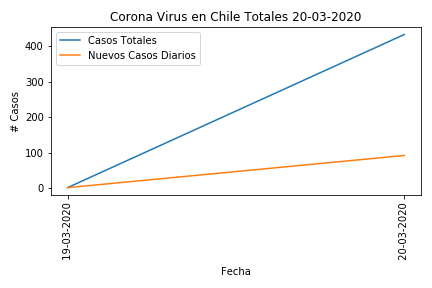 Corona Virus en Chile Totales 20-03-2020
Casos Totales
Nuevos Casos Diarios
400
300
200
100
0
# Casos
19-03-2020
20-03-2020
Fecha